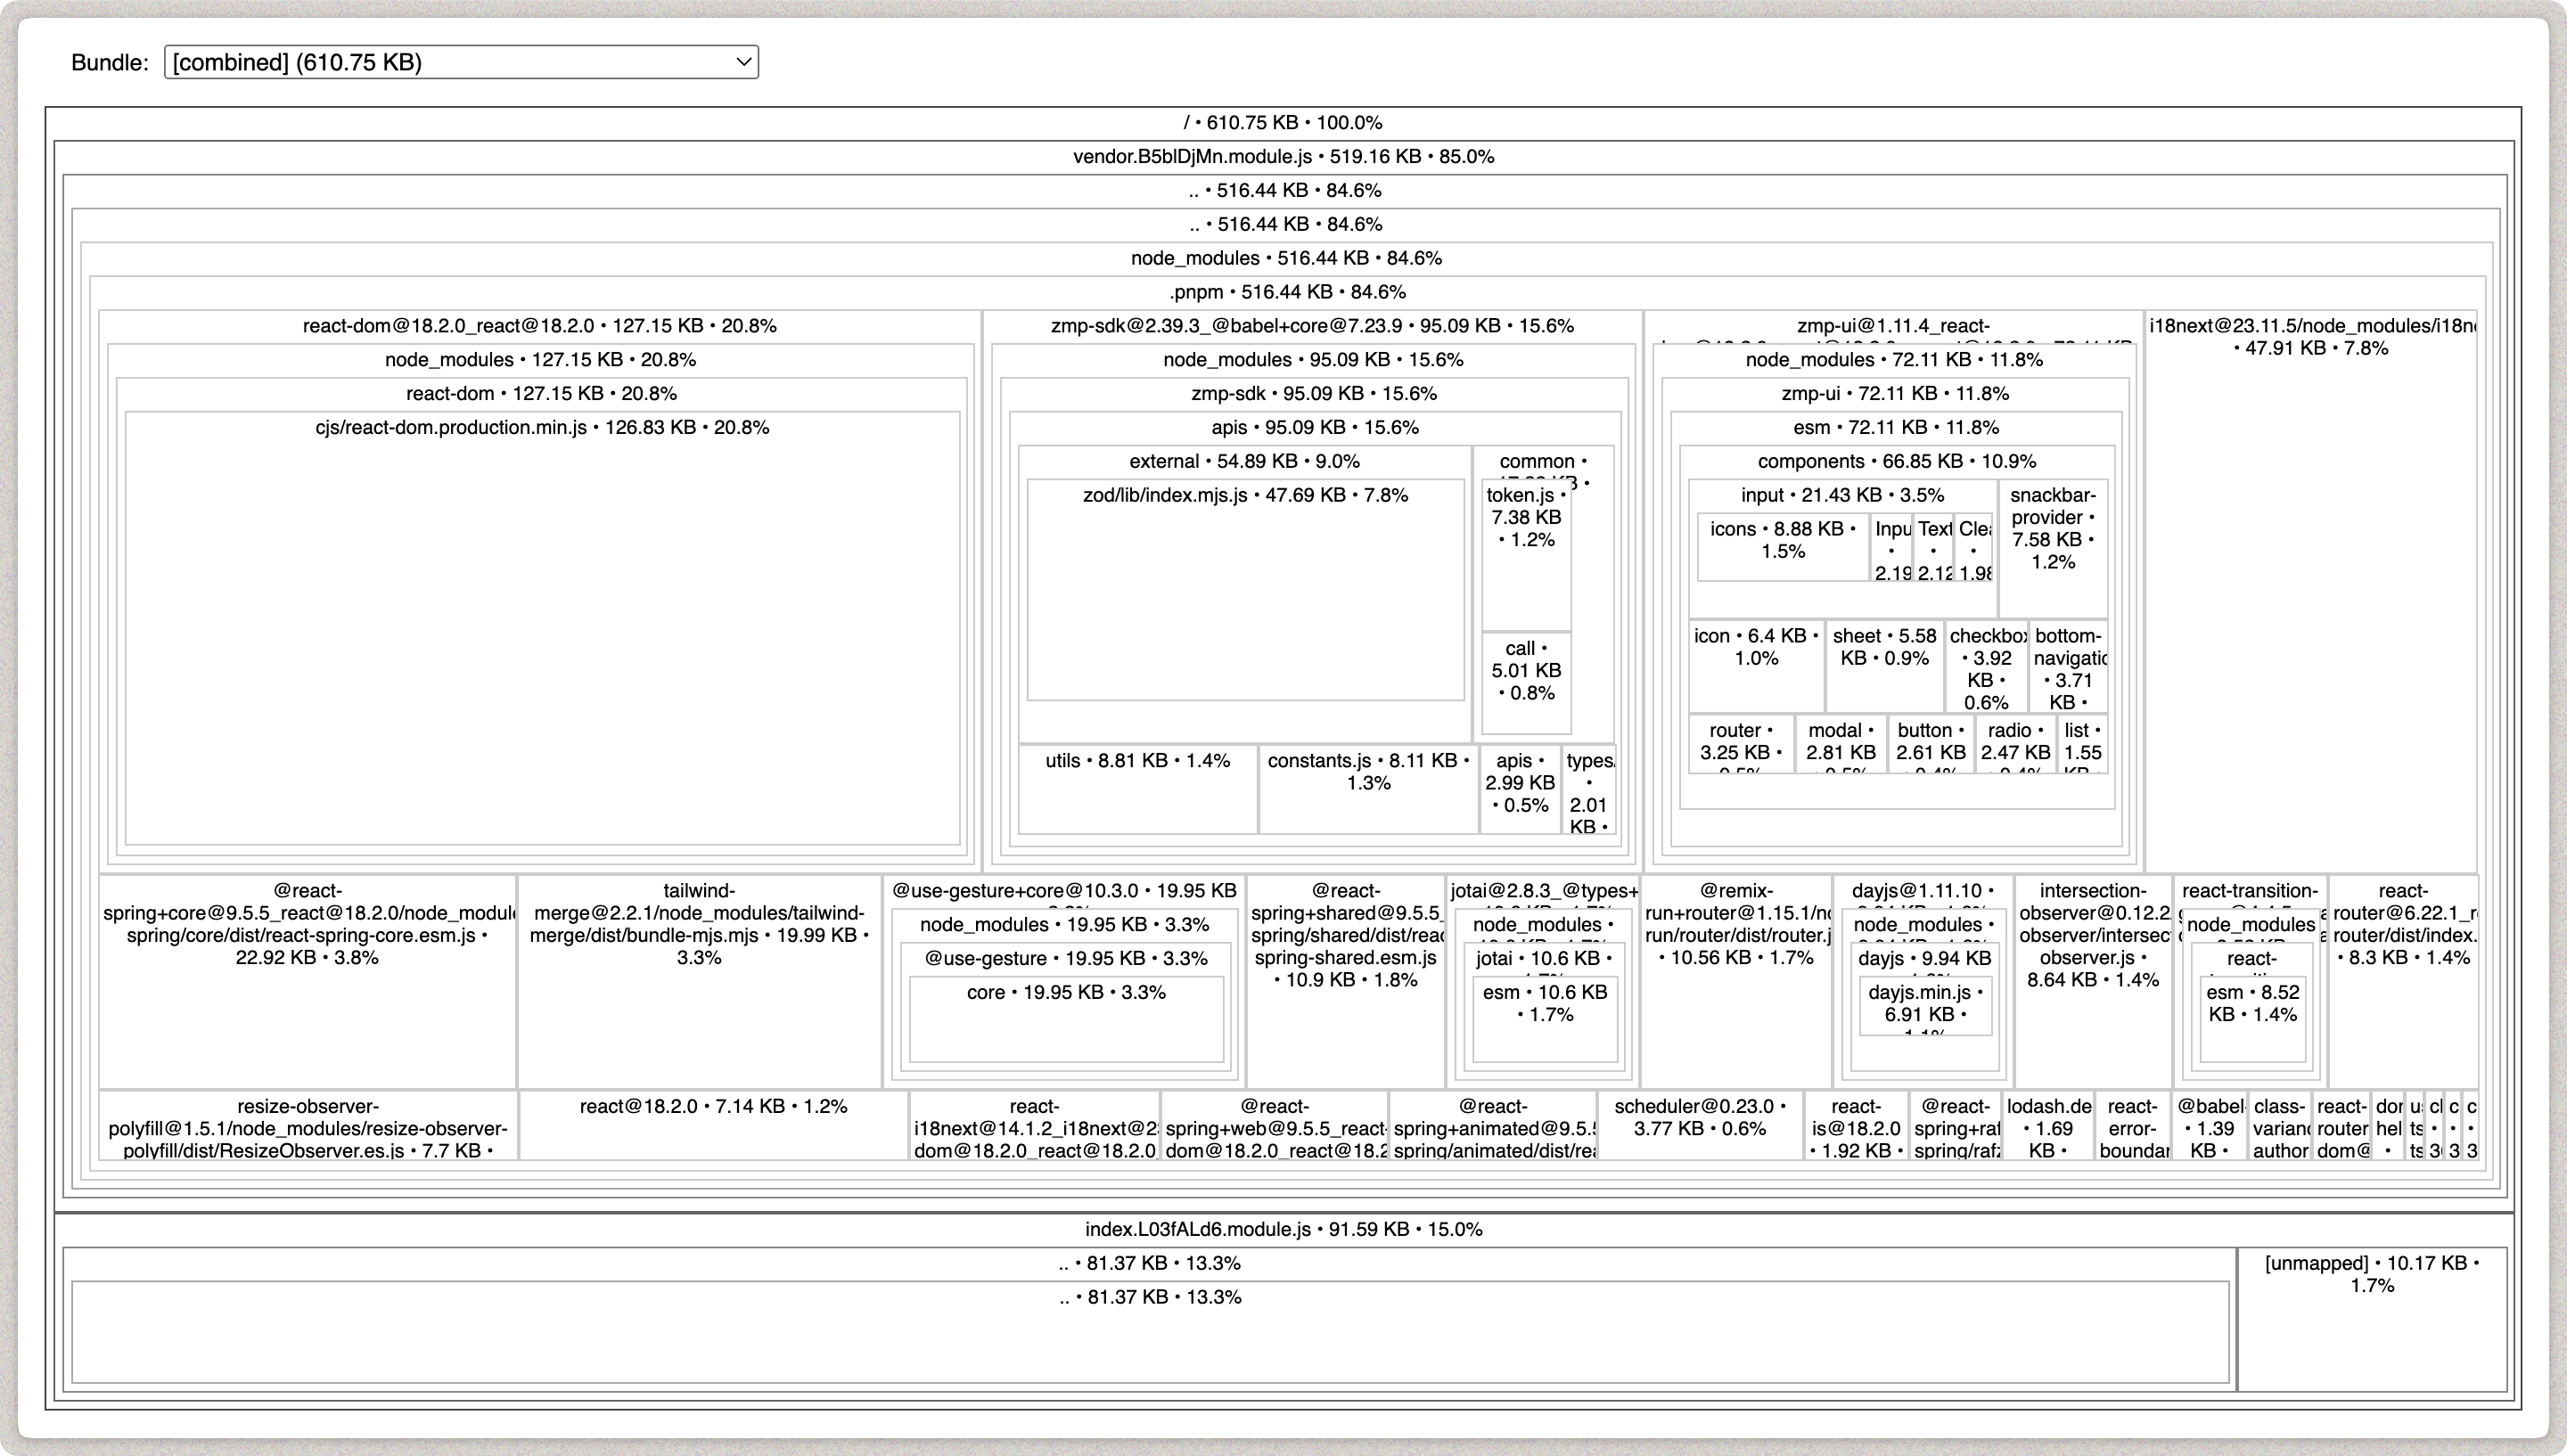 Bundle: [combined] (610.75 KB)
/ • 610.75 KB • 100.0%
vendor.B5blDjMn.module.js • 519.16 KB • 85.0%
.. • 516.44 KB • 84.6%
.. • 516.44 KB • 84.6%
node_modules • 516.44 KB • 84.6%
.pnpm • 516.44 KB • 84.6%
react-dom@18.2.0_react@18.2.0 • 127.15 KB • 20.8%
node_modules • 127.15 KB • 20.8%
react-dom • 127.15 KB • 20.8%
cjs/react-dom.production.min.js • 126.83 KB • 20.8%
zmp-sdk@2.39.3_@babel+core@7.23.9 • 95.09 KB • 15.6%
node_modules • 95.09 KB • 15.6%
zmp-sdk • 95.09 KB • 15.6%
apis • 95.09 KB • 15.6%
external • 54.89 KB • 9.0%
zod/lib/index.mjs.js • 47.69 KB • 7.8%
common •
token.js •
7.38 KB
• 1.2%
call •
5.01 KB
• 0.8%
utils • 8.81 KB • 1.4%
constants.js • 8.11 KB •
1.3%
apis •
2.99 KB
• 0.5%
types
•
2.01
KB •
zmp-ui@1.11.4_react-
node_modules • 72.11 KB • 11.8%
zmp-ui • 72.11 KB • 11.8%
esm • 72.11 KB • 11.8%
components • 66.85 KB • 10.9%
input • 21.43 KB • 3.5%
icons • 8.88 KB •
1.5%
Inpu
•
2.19
Text
•
2.12
Clea
•
1.98
snackbar-
provider •
7.58 KB •
1.2%
icon • 6.4 KB •
1.0%
sheet • 5.58
KB • 0.9%
checkbox
• 3.92
KB •
0.6%
bottom-
navigatio
• 3.71
KB •
router •
3.25 KB •
modal •
2.81 KB
button •
2.61 KB
radio •
2.47 KB
list •
1.55
i18next@23.11.5/node_modules/i18n
• 47.91 KB • 7.8%
@react-
spring+core@9.5.5_react@18.2.0/node_module
spring/core/dist/react-spring-core.esm.js •
22.92 KB • 3.8%
tailwind-
merge@2.2.1/node_modules/tailwind-
merge/dist/bundle-mjs.mjs • 19.99 KB •
3.3%
@use-gesture+core@10.3.0 • 19.95 KB
node_modules • 19.95 KB • 3.3%
@use-gesture • 19.95 KB • 3.3%
core • 19.95 KB • 3.3%
@react-
spring+shared@9.5.5_
spring/shared/dist/reac
spring-shared.esm.js
• 10.9 KB • 1.8%
jotai@2.8.3_@types+
node_modules •
jotai • 10.6 KB •
esm • 10.6 KB
• 1.7%
@remix-
run+router@1.15.1/no
run/router/dist/router.j
• 10.56 KB • 1.7%
dayjs@1.11.10 •
node_modules •
dayjs • 9.94 KB
dayjs.min.js •
6.91 KB •
intersection-
observer@0.12.2
observer/intersec
observer.js •
8.64 KB • 1.4%
react-transition-
node_modules
react-
esm • 8.52
KB • 1.4%
react-
router@6.22.1_r
router/dist/index.
• 8.3 KB • 1.4%
resize-observer-
polyfill@1.5.1/node_modules/resize-observer-
polyfill/dist/ResizeObserver.es.js • 7.7 KB •
react@18.2.0 • 7.14 KB • 1.2%
react-
i18next@14.1.2_i18next@2
dom@18.2.0_react@18.2.0
@react-
spring+web@9.5.5_react-
dom@18.2.0_react@18.2
@react-
spring+animated@9.5.5
spring/animated/dist/rea
scheduler@0.23.0 •
3.77 KB • 0.6%
react-
is@18.2.0
• 1.92 KB •
@react-
spring+raf
spring/rafz
lodash.de
• 1.69
KB •
react-
error-
boundar
@babel-
• 1.39
KB •
class-
varianc
author
react-
router
dom@
dor
hel
•
u
ts
ts
cl
•
3
c
•
3
c
•
3
index.L03fALd6.module.js • 91.59 KB • 15.0%
.. • 81.37 KB • 13.3%
.. • 81.37 KB • 13.3%
[unmapped] • 10.17 KB •
1.7%